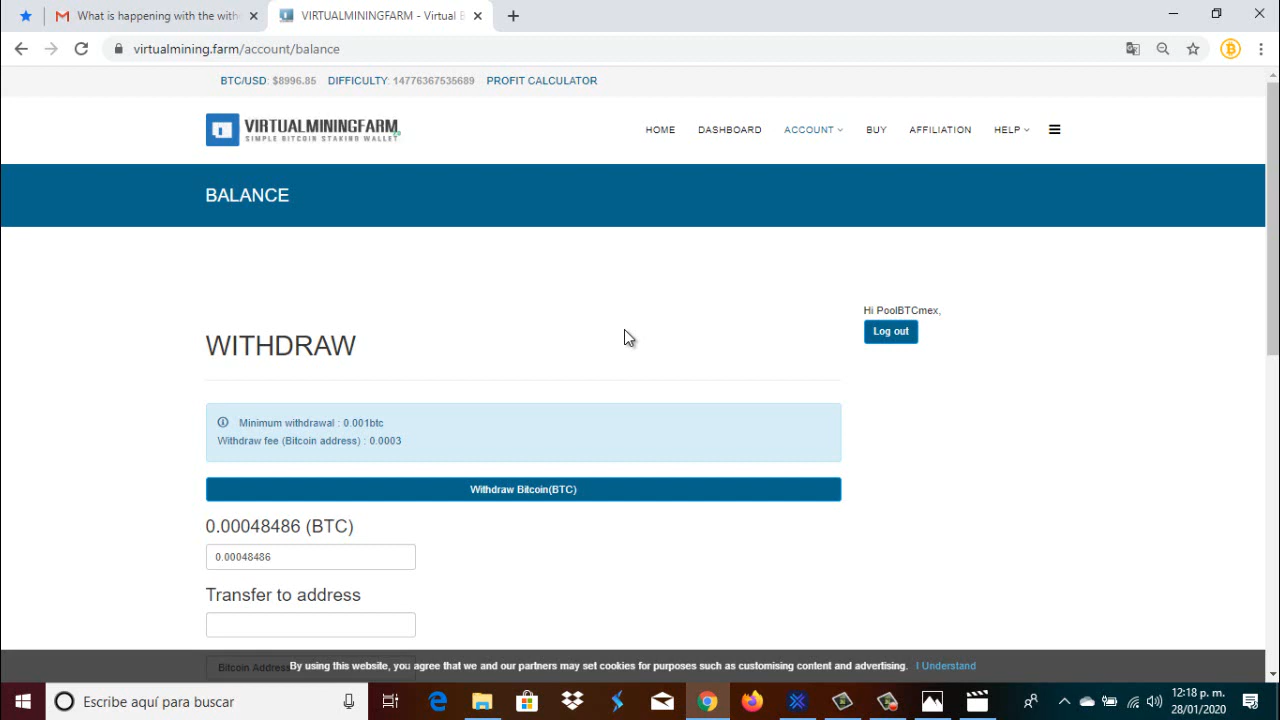 What is happening with the with
VIRTUALMININGFARM - Virtual B
virtualmining.farm/account/balance
BTC/USD: $8996.85 DIFFICULTY: 14776367535689 PROFIT CALCULATOR
VIRTUALMININGFARM
SIMPLE BITCOIN STAKING WALLET
HOME DASHBOARD ACCOUNT BUY AFFILIATION HELP
BALANCE
Hi PoolBTCmex,
Log out
WITHDRAW
Minimum withdrawal : 0.001btc
Withdraw fee (Bitcoin address) : 0.0003
Withdraw Bitcoin(BTC)
0.00048486 (BTC)
0.00048486
Transfer to address
Bitcoin Address
By using this website, you agree that we and our partners may set cookies for purposes such as customising content and advertising. I Understand
Escribe aquí para buscar
12:18 p. m.
28/01/2020